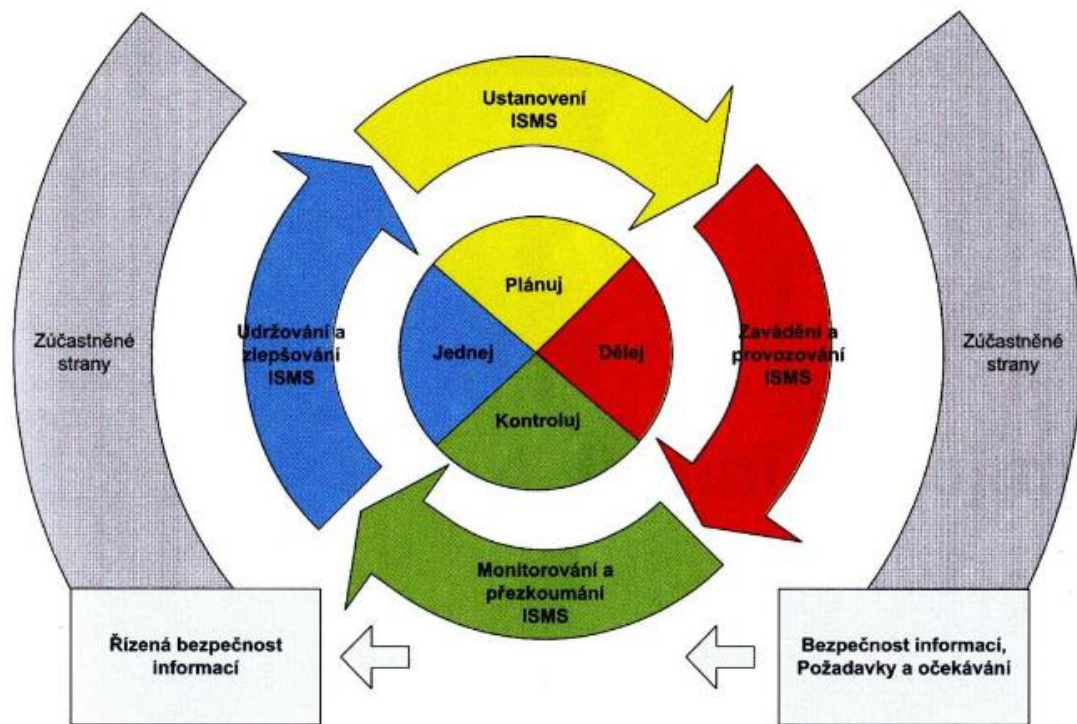 Ustanovení
ISMS
Plánuj
Zúčastněné
strany
Udržování a
zlepšování
ISMS
Jednej
Dělej
Zavádění a
provozování
ISMS
Zúčastněné
strany
Kontroluj
Monitorování a
přezkoumání
ISMS
Řízená bezpečnost
informací
Bezpečnost informací,
Požadavky a očekávání